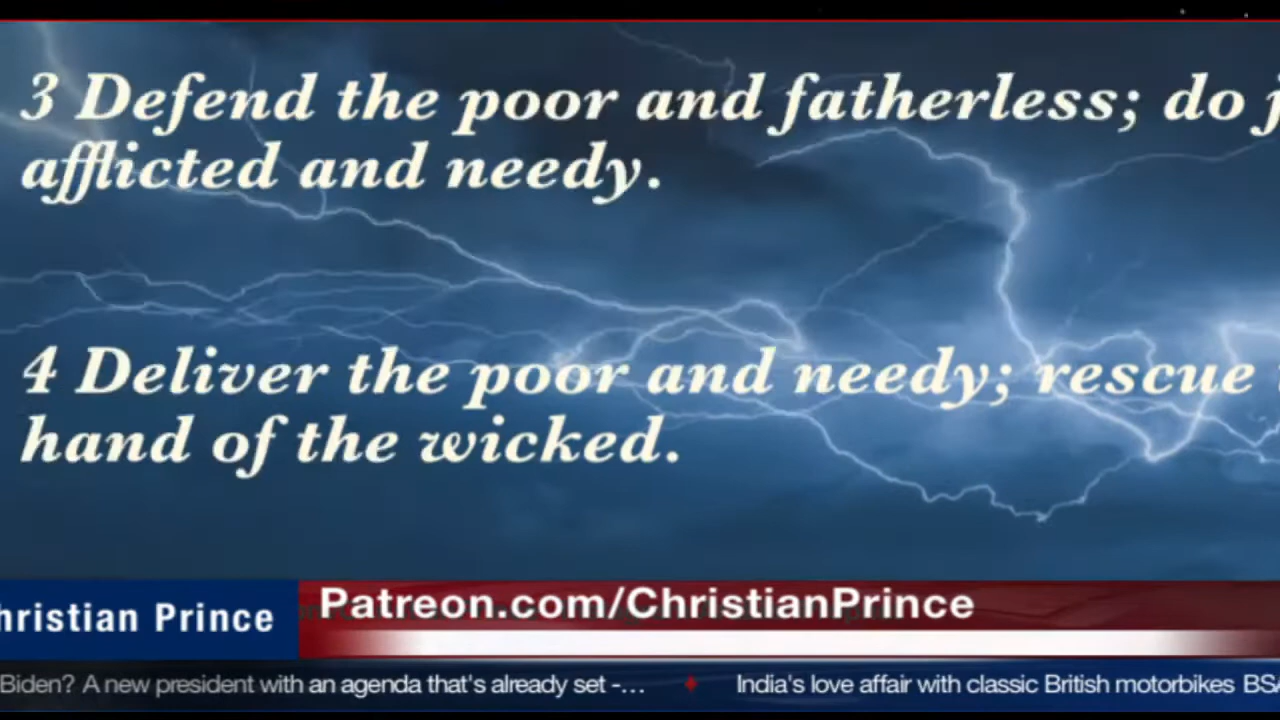 3 Defend the poor and fatherless; do j
afflicted and needy.
4 Deliver the poor and needy; rescue
hand of the wicked.
hristian Prince
Patreon.com/ChristianPrince
Biden? A new president with an agenda that's already set -... ♦ India's love affair with classic British motorbikes BSA